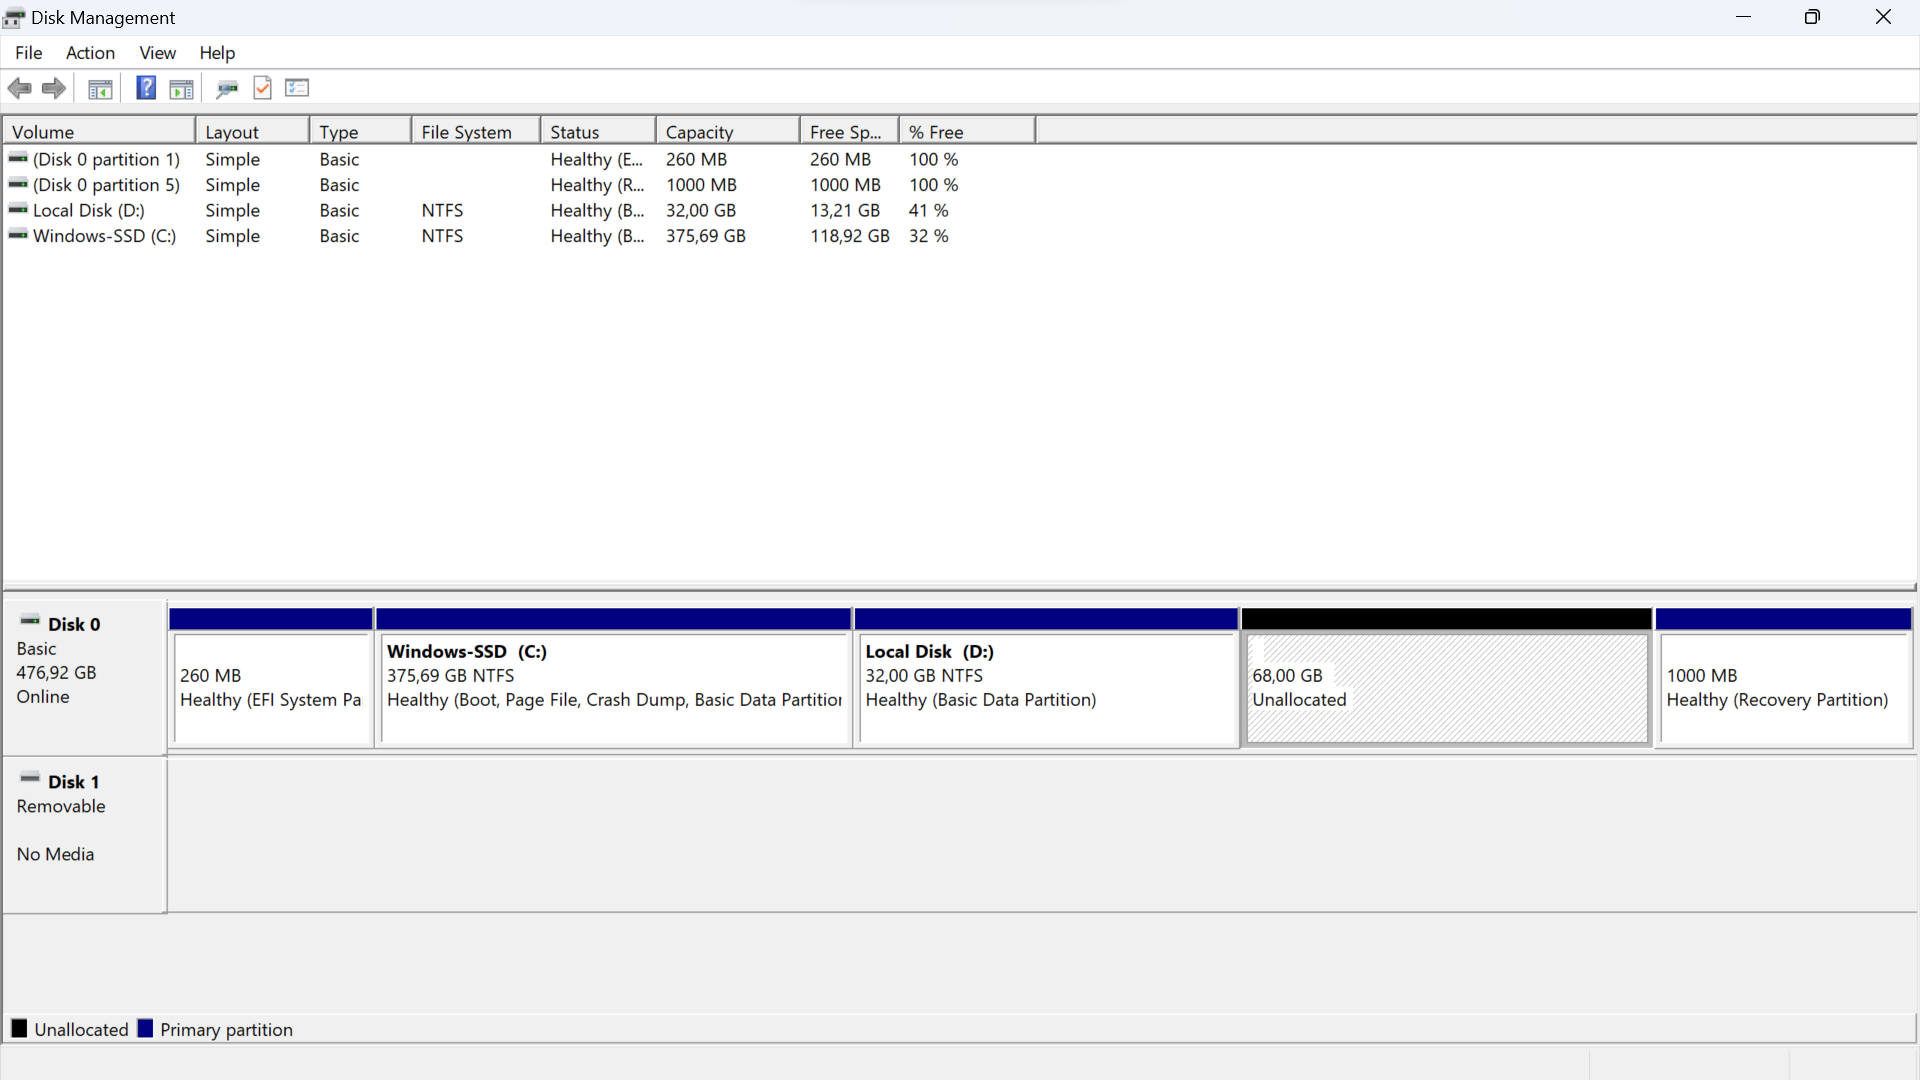 Disk Management
File Action View Help
Volume Layout Type File System Status Capacity Free Sp... % Free
(Disk 0 partition 1) Simple Basic Healthy (E... 260 MB 260 MB 100 %
(Disk 0 partition 5) Simple Basic Healthy (R... 1000 MB 1000 MB 100 %
Local Disk (D:) Simple Basic NTFS Healthy (B... 32,00 GB 13,21 GB 41 %
Windows-SSD (C:) Simple Basic NTFS Healthy (B... 375,69 GB 118,92 GB 32 %
Disk 0
Basic
476,92 GB
Online
260 MB
Healthy (EFI System Pa
Windows-SSD (C:)
375,69 GB NTFS
Healthy (Boot, Page File, Crash Dump, Basic Data Partition
Local Disk (D:)
32,00 GB NTFS
Healthy (Basic Data Partition)
68,00 GB
Unallocated
1000 MB
Healthy (Recovery Partition)
Disk 1
Removable
No Media
Unallocated Primary partition